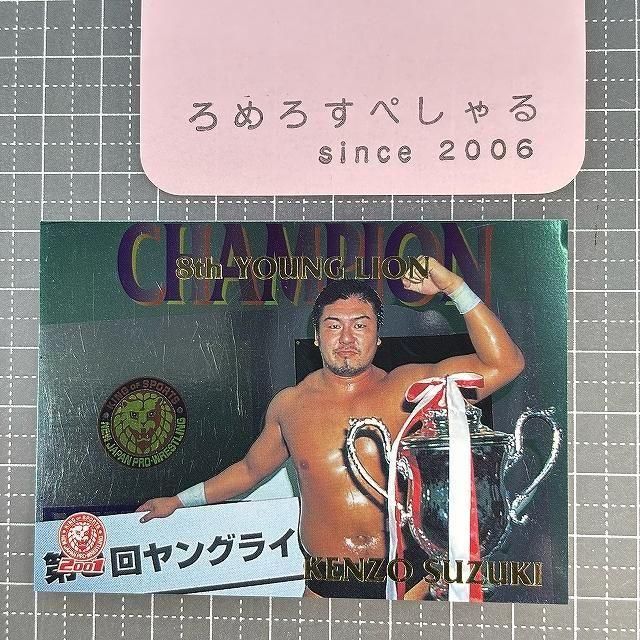 ろめろすぺしゃる
since 2006
CHAMPION
8th YOUNG LION
KING OF SPORTS
NEW JAPAN PRO-WRESTLING
2001
第 回ヤングライ
KENZO SUZUKI